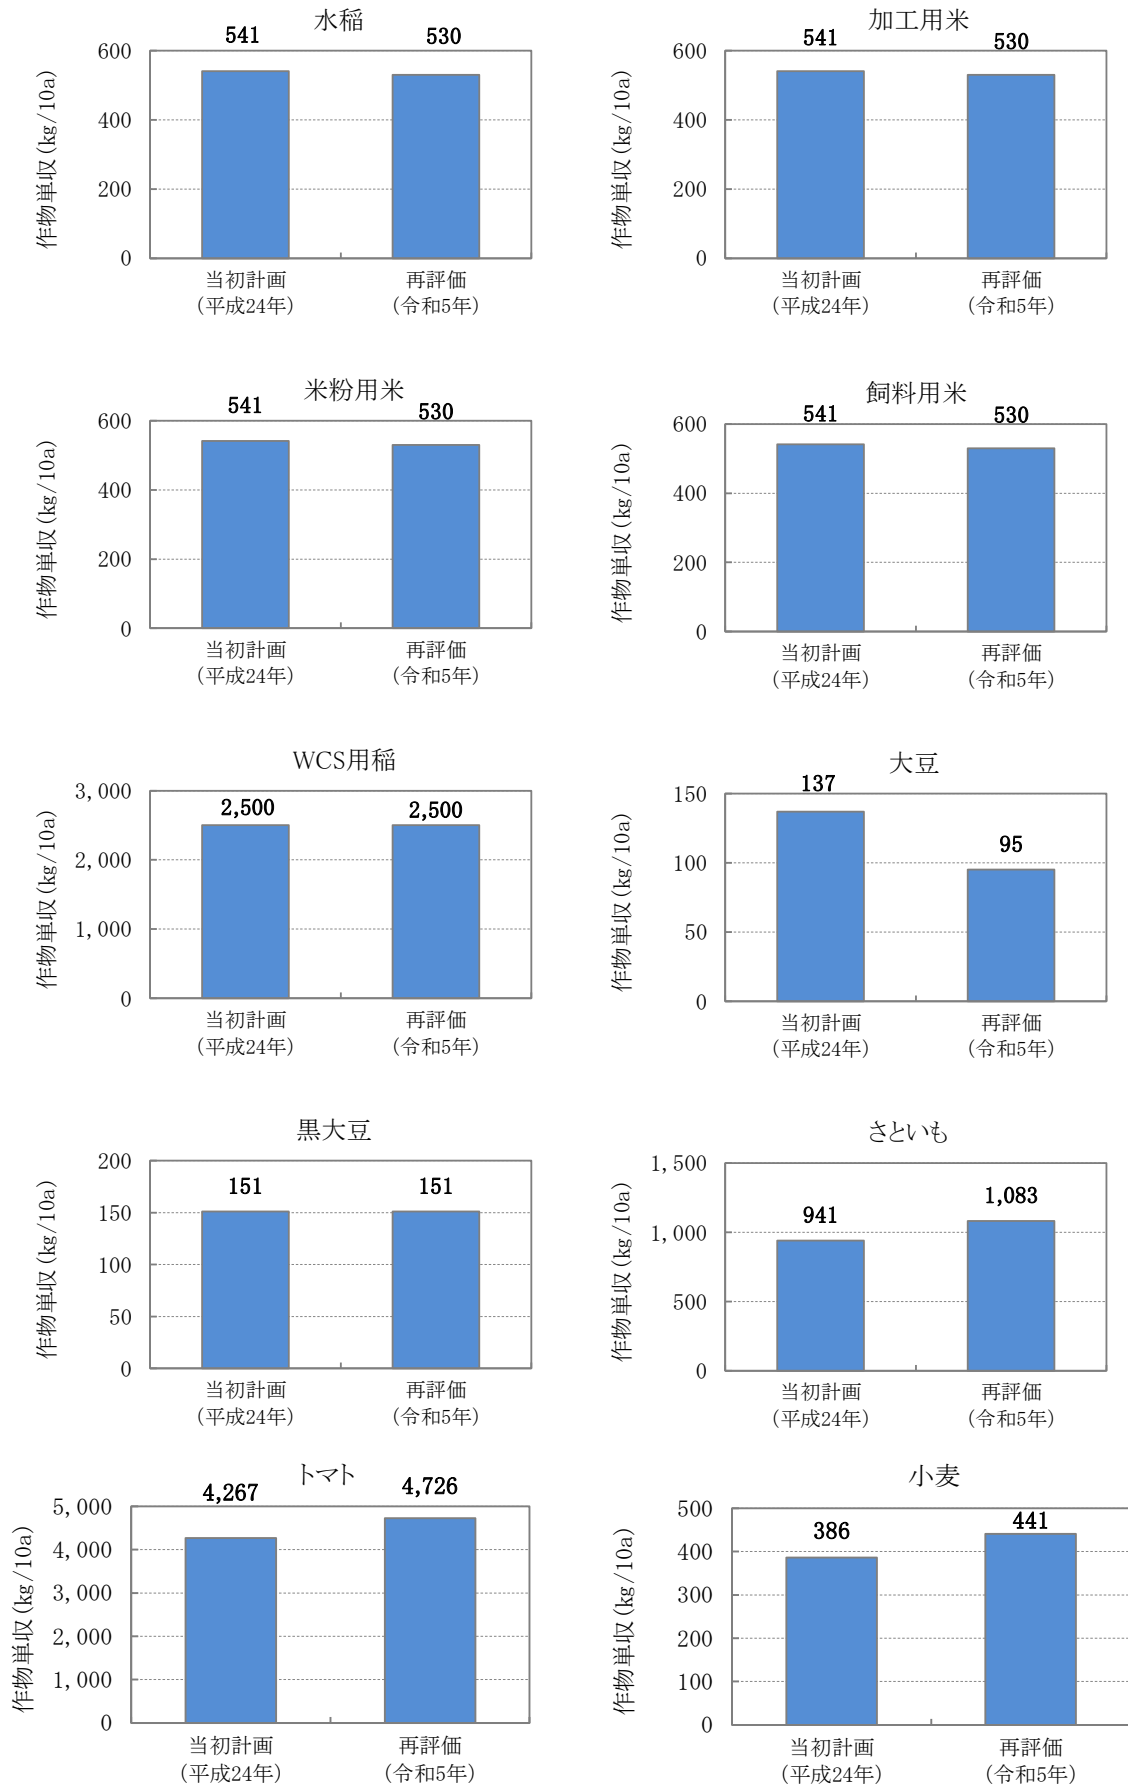 水稲
作物単収(kg/10a)
600
400
200
0
541
530
当初計画
(平成24年)
再評価
(令和5年)
加工用米
作物単収(kg/10a)
600
400
200
0
541
530
当初計画
(平成24年)
再評価
(令和5年)
米粉用米
作物単収(kg/10a)
600
400
200
0
541
530
当初計画
(平成24年)
再評価
(令和5年)
飼料用米
作物単収(kg/10a)
600
400
200
0
541
530
当初計画
(平成24年)
再評価
(令和5年)
WCS用稲
作物単収(kg/10a)
3,000
2,000
1,000
0
2,500
2,500
当初計画
(平成24年)
再評価
(令和5年)
大豆
作物単収(kg/10a)
150
100
50
0
137
95
当初計画
(平成24年)
再評価
(令和5年)
黒大豆
作物単収(kg/10a)
200
150
100
50
0
151
151
当初計画
(平成24年)
再評価
(令和5年)
さといも
作物単収(kg/10a)
1,500
1,000
500
0
941
1,083
当初計画
(平成24年)
再評価
(令和5年)
トマト
作物単収(kg/10a)
5,000
4,000
3,000
2,000
1,000
0
4,267
4,726
当初計画
(平成24年)
再評価
(令和5年)
小麦
作物単収(kg/10a)
500
400
300
200
100
0
386
441
当初計画
(平成24年)
再評価
(令和5年)